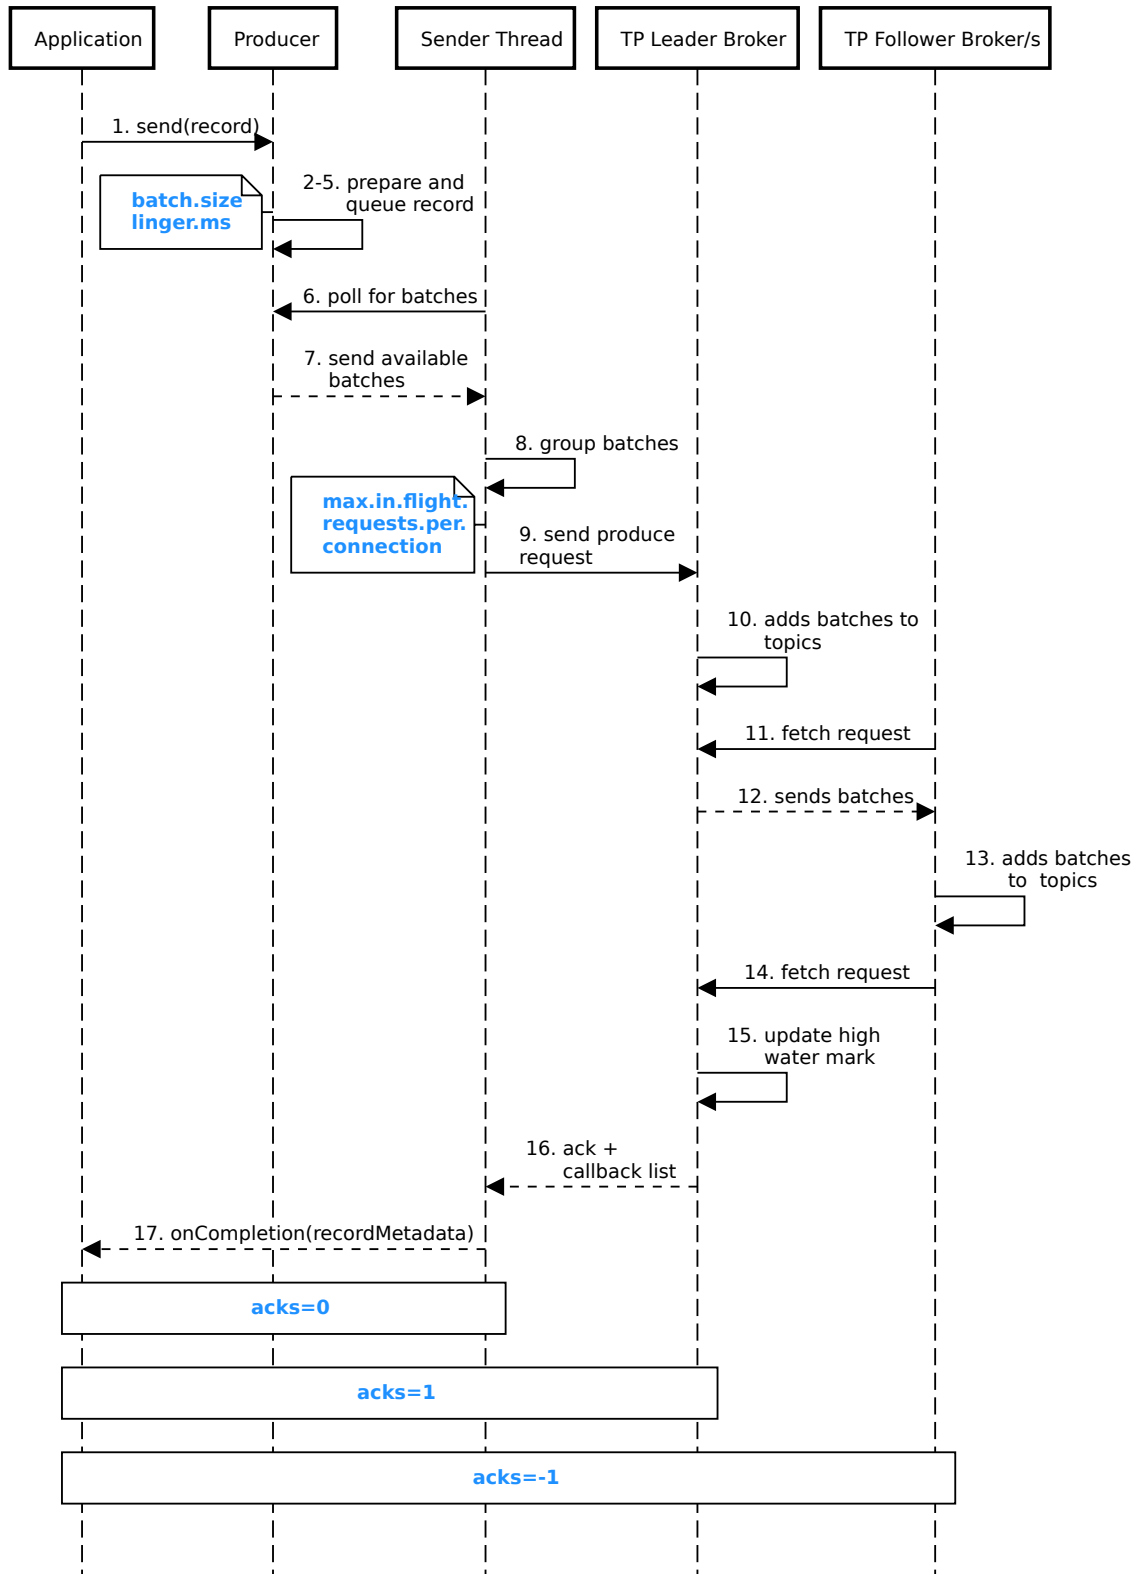 Application
Producer
Sender Thread
TP Leader Broker
TP Follower Broker/s
1. send(record)
batch.size
linger.ms
2-5. prepare and
queue record
6. poll for batches
7. send available
batches
8. group batches
max.in.flight.
requests.per.
connection
9. send produce
request
10. adds batches to
topics
11. fetch request
12. sends batches
13. adds batches
to  topics
14. fetch request
15. update high
water mark
16. ack +
callback list
17. onCompletion(recordMetadata)
acks=0
acks=1
acks=-1